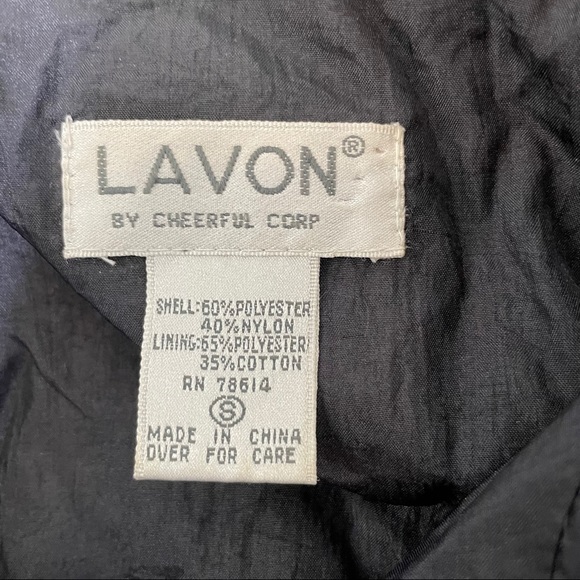 LAVON®
BY CHEERFUL CORP
SHELL:60%POLYESTER
40%NYLON
LINING:65%POLYESTER
35%COTTON
RN 78614
S
MADE IN CHINA
OVER FOR CARE